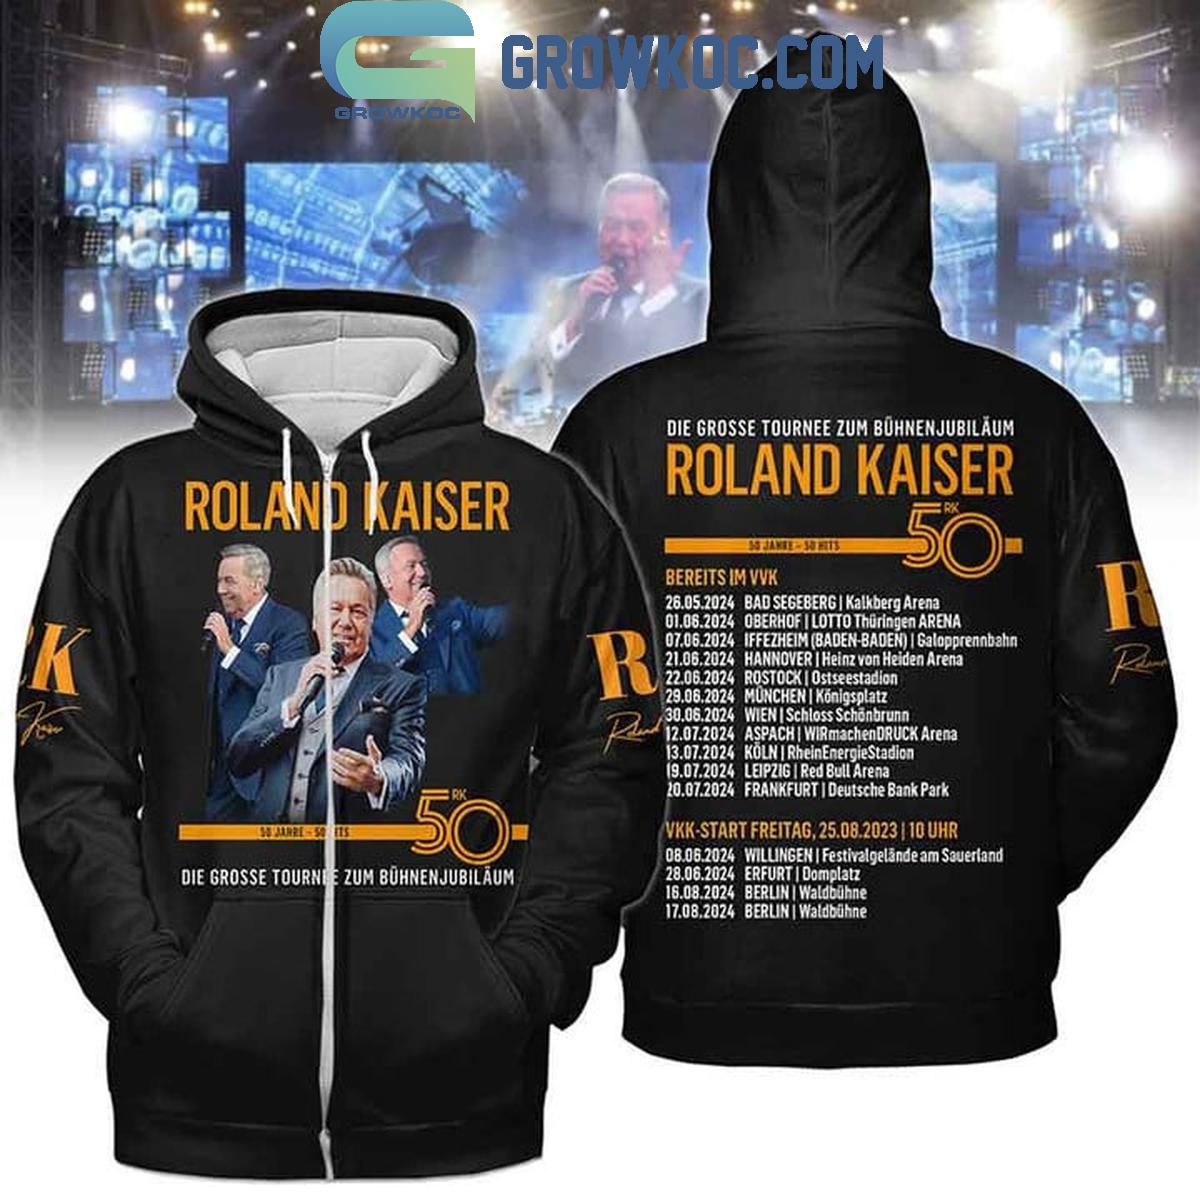 GROWKOC
GROWKOC.COM
ROLAND KAISER
RK
50
50 JAHRE - 50 HITS
DIE GROSSE TOURNEE ZUM BÜHNENJUBILÄUM
RK
Kaiser
R
Roland
DIE GROSSE TOURNEE ZUM BÜHNENJUBILÄUM
ROLAND KAISER
RK
50
50 JAHRE - 50 HITS
BEREITS IM VVK
26.05.2024 BAD SEGEBERG | Kalkberg Arena
01.06.2024 OBERHOF | LOTTO Thüringen ARENA
07.06.2024 IFFEZHEIM (BADEN-BADEN) | Galopprennbahn
21.06.2024 HANNOVER | Heinz von Heiden Arena
22.06.2024 ROSTOCK | Ostseestadion
29.06.2024 MÜNCHEN | Königsplatz
30.06.2024 WIEN | Schloss Schönbrunn
12.07.2024 ASPACH | WIRmachenDRUCK Arena
13.07.2024 KÖLN | RheinEnergieStadion
19.07.2024 LEIPZIG | Red Bull Arena
20.07.2024 FRANKFURT | Deutsche Bank Park
VKK-START FREITAG, 25.08.2023 | 10 UHR
08.06.2024 WILLINGEN | Festivalgelände am Sauerland
28.06.2024 ERFURT | Domplatz
16.08.2024 BERLIN | Waldbühne
17.08.2024 BERLIN | Waldbühne
R
Roland